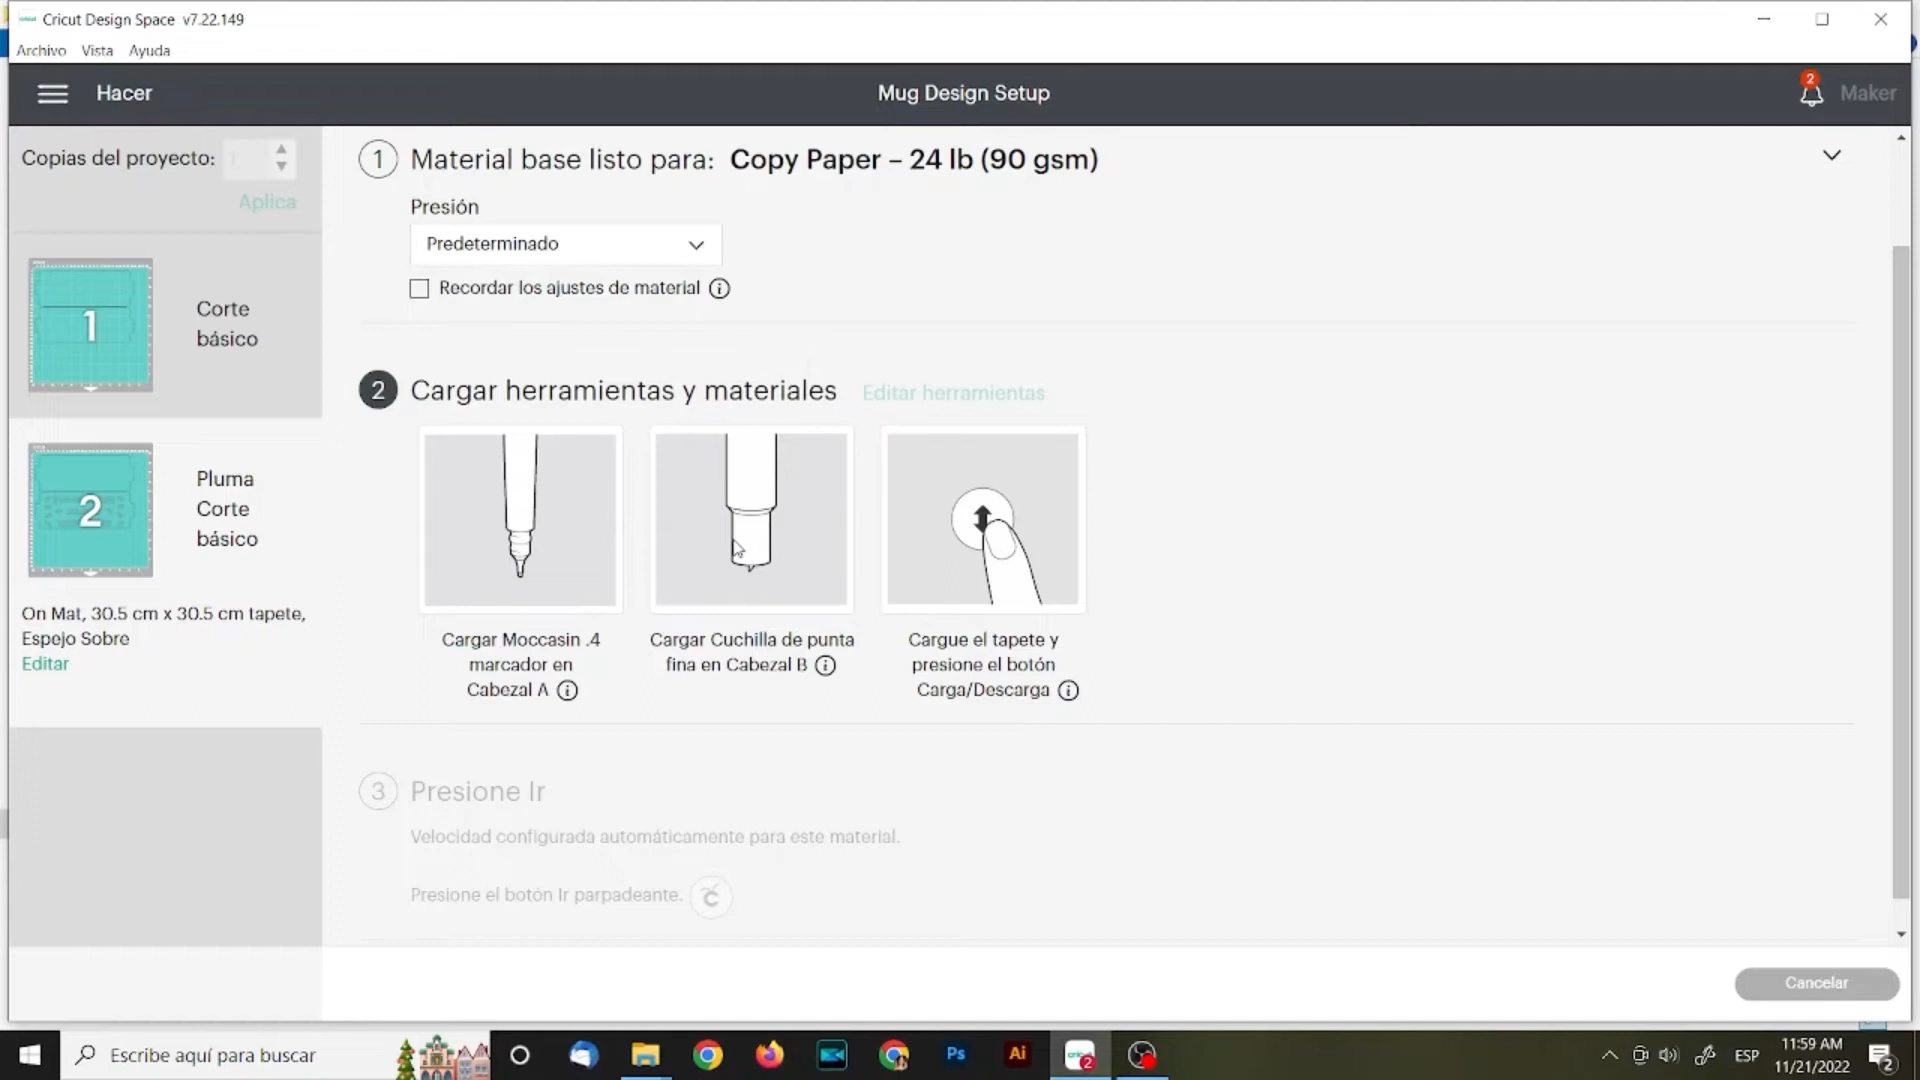 Cricut Design Space v7.22.149
Archivo Vista Ayuda
Hacer
Mug Design Setup
2
Maker
Copias del proyecto:
Aplica
1
Corte
básico
2
Pluma
Corte
básico
On Mat, 30.5 cm x 30.5 cm tapete,
Espejo Sobre
Editar
1 Material base listo para: Copy Paper – 24 lb (90 gsm)
Presión
Predeterminado
Recordar los ajustes de material
2 Cargar herramientas y materiales Editar herramientas
Cargar Moccasin .4
marcador en
Cabezal A
Cargar Cuchilla de punta
fina en Cabezal B
Cargue el tapete y
presione el botón
Carga/Descarga
3 Presione Ir
Velocidad configurada automáticamente para este material.
Presione el botón Ir parpadeante.
Cancelar
Escribe aquí para buscar
Ps
Ai
2
ESP
11:59 AM
11/21/2022
2